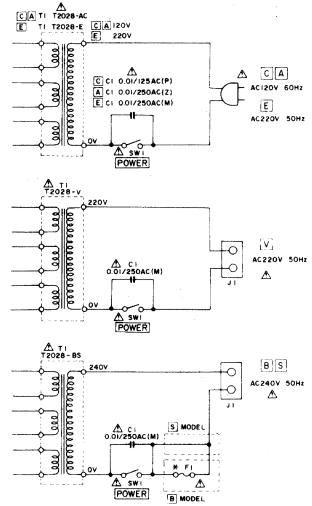 C A T1 T2028-AC
E T1 T2028-E
C A 120V
E 220V
C C1 0.01/125AC(P)
A C1 0.01/250AC(Z)
E C1 0.01/250AC(M)
C A
AC120V 60Hz
E
AC220V 50Hz
0V
SW1
POWER
T1
T2028-V
220V
V
AC220V 50Hz
J1
C1
0.01/250AC(M)
0V
SW1
POWER
T1
T2028-BS
240V
B S
AC240V 50Hz
J1
C1
0.01/250AC(M)
S MODEL
0V
F1
SW1
POWER
B MODEL